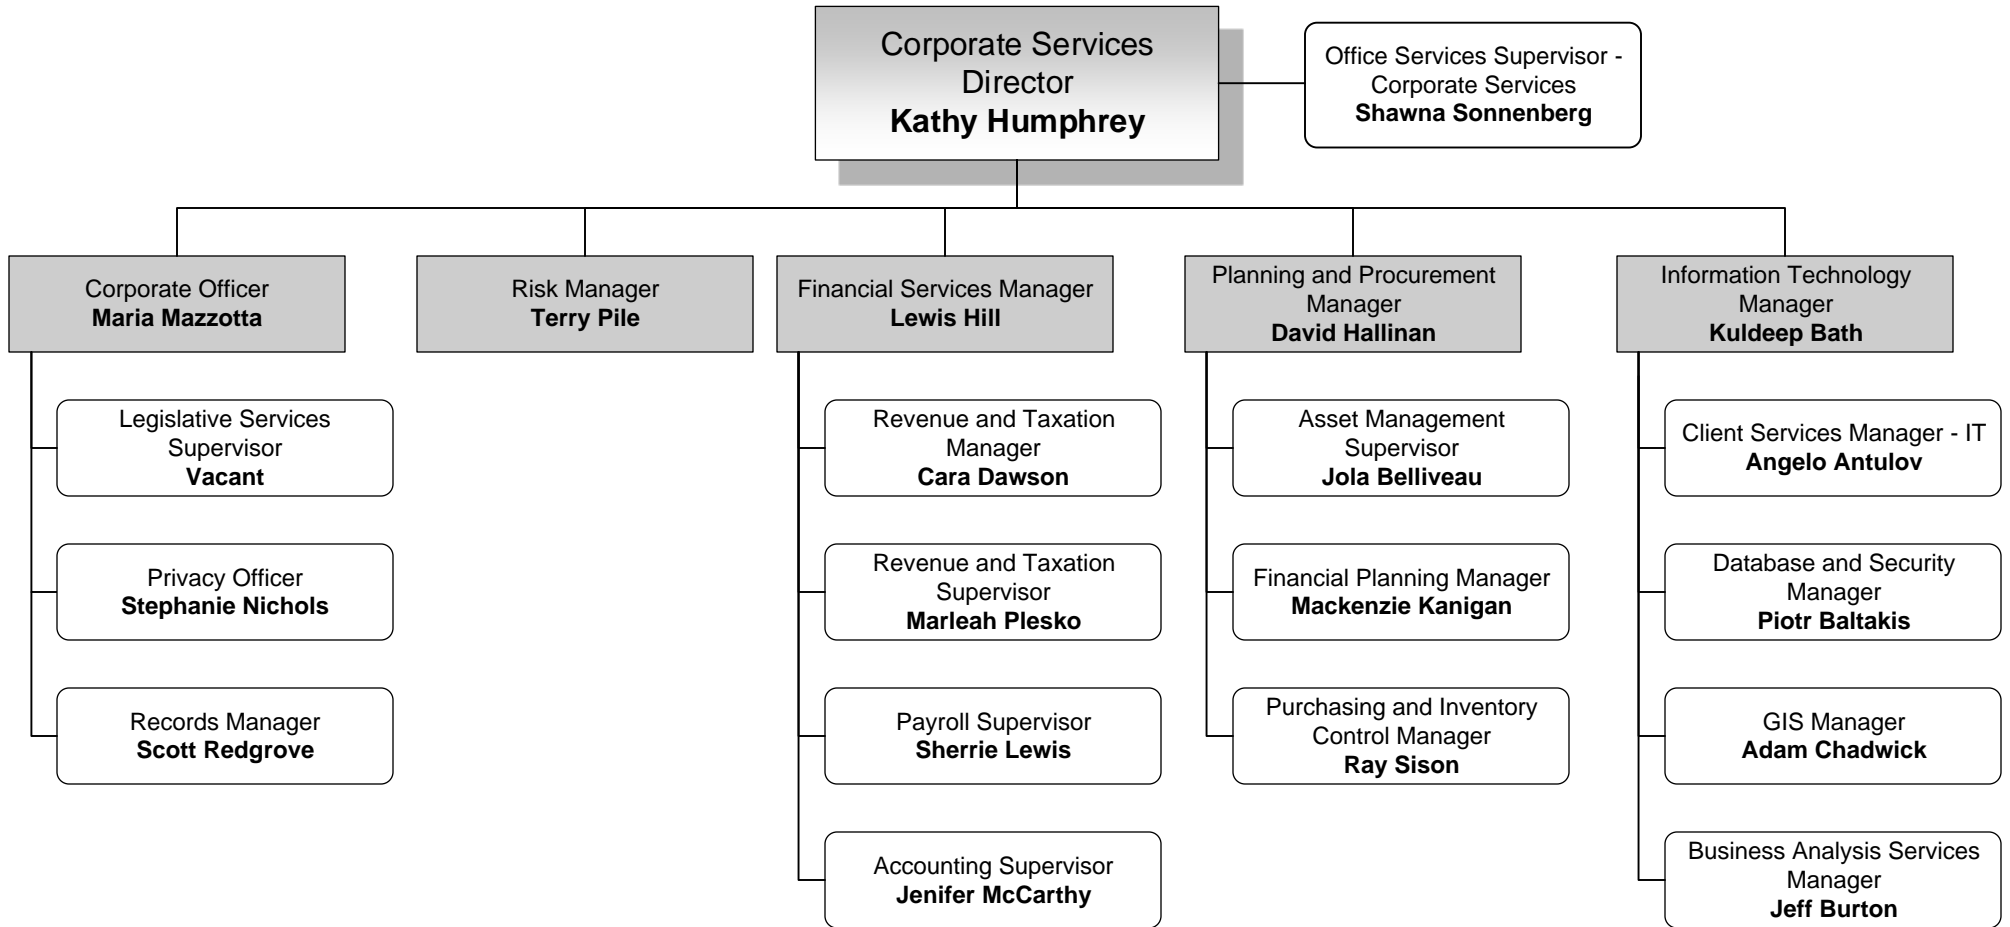 Corporate Services
Director
Kathy Humphrey
Office Services Supervisor -
Corporate Services
Shawna Sonnenberg
Corporate Officer
Maria Mazzotta
Risk Manager
Terry Pile
Financial Services Manager
Lewis Hill
Planning and Procurement
Manager
David Hallinan
Information Technology
Manager
Kuldeep Bath
Legislative Services
Supervisor
Vacant
Privacy Officer
Stephanie Nichols
Records Manager
Scott Redgrove
Revenue and Taxation
Manager
Cara Dawson
Revenue and Taxation
Supervisor
Marleah Plesko
Payroll Supervisor
Sherrie Lewis
Accounting Supervisor
Jenifer McCarthy
Asset Management
Supervisor
Jola Belliveau
Financial Planning Manager
Mackenzie Kanigan
Purchasing and Inventory
Control Manager
Ray Sison
Client Services Manager - IT
Angelo Antulov
Database and Security
Manager
Piotr Baltakis
GIS Manager
Adam Chadwick
Business Analysis Services
Manager
Jeff Burton